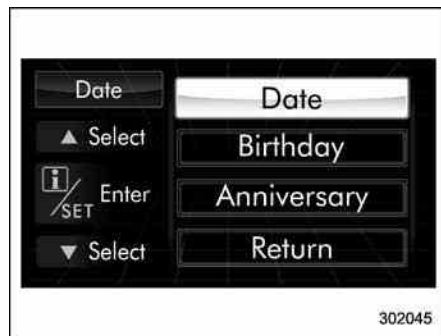 Date
▲ Select
i/SET Enter
▼ Select
Date
Birthday
Anniversary
Return
302045